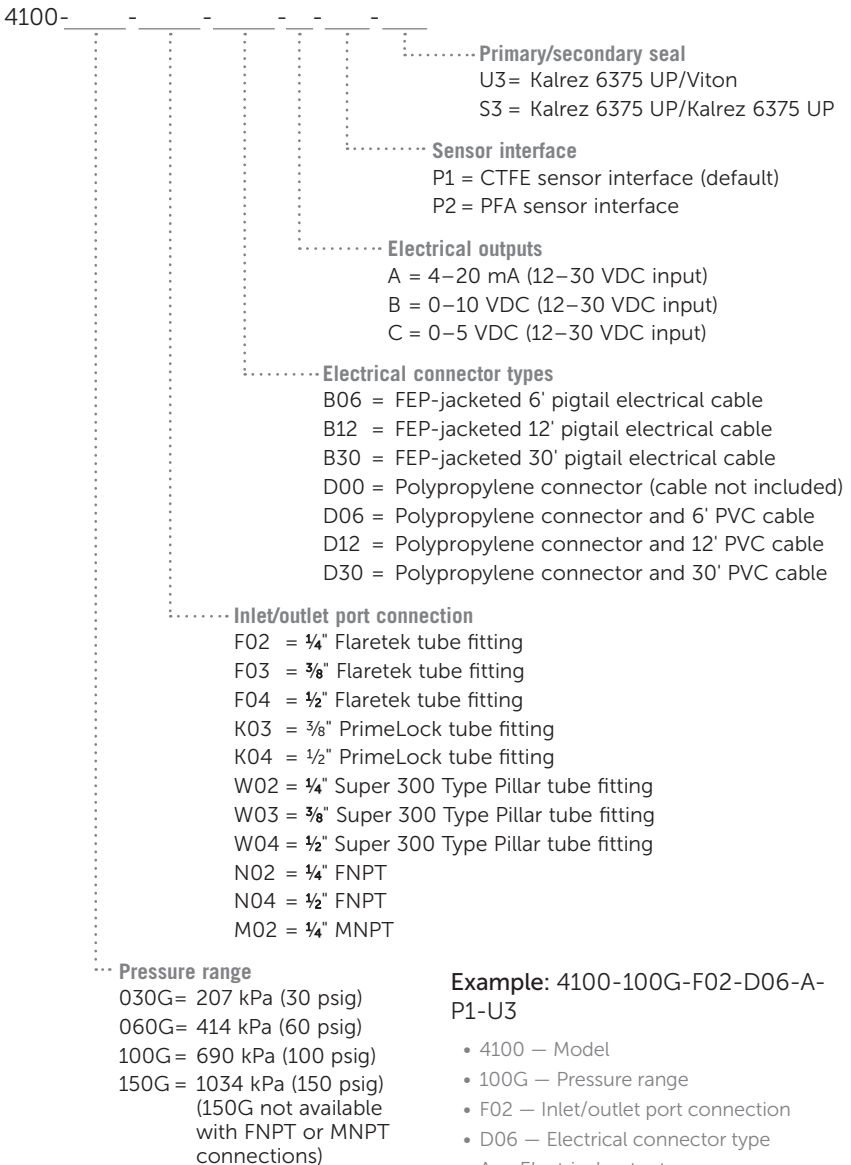 4100-_____-_____-_____-__-____-____
Primary/secondary seal
U3= Kalrez 6375 UP/Viton
S3 = Kalrez 6375 UP/Kalrez 6375 UP
Sensor interface
P1 = CTFE sensor interface (default)
P2 = PFA sensor interface
Electrical outputs
A = 4–20 mA (12–30 VDC input)
B = 0–10 VDC (12–30 VDC input)
C = 0–5 VDC (12–30 VDC input)
Electrical connector types
B06 = FEP-jacketed 6' pigtail electrical cable
B12 = FEP-jacketed 12' pigtail electrical cable
B30 = FEP-jacketed 30' pigtail electrical cable
D00 = Polypropylene connector (cable not included)
D06 = Polypropylene connector and 6' PVC cable
D12 = Polypropylene connector and 12' PVC cable
D30 = Polypropylene connector and 30' PVC cable
Inlet/outlet port connection
F02 = ¼" Flaretek tube fitting
F03 = ⅜" Flaretek tube fitting
F04 = ½" Flaretek tube fitting
K03 = ⅜" PrimeLock tube fitting
K04 = ½" PrimeLock tube fitting
W02 = ¼" Super 300 Type Pillar tube fitting
W03 = ⅜" Super 300 Type Pillar tube fitting
W04 = ½" Super 300 Type Pillar tube fitting
N02 = ¼" FNPT
N04 = ½" FNPT
M02 = ¼" MNPT
Pressure range
030G= 207 kPa (30 psig)
060G= 414 kPa (60 psig)
100G = 690 kPa (100 psig)
150G = 1034 kPa (150 psig)
(150G not available
with FNPT or MNPT
connections)
Example: 4100-100G-F02-D06-A-
P1-U3
• 4100 — Model
• 100G — Pressure range
• F02 — Inlet/outlet port connection
• D06 — Electrical connector type